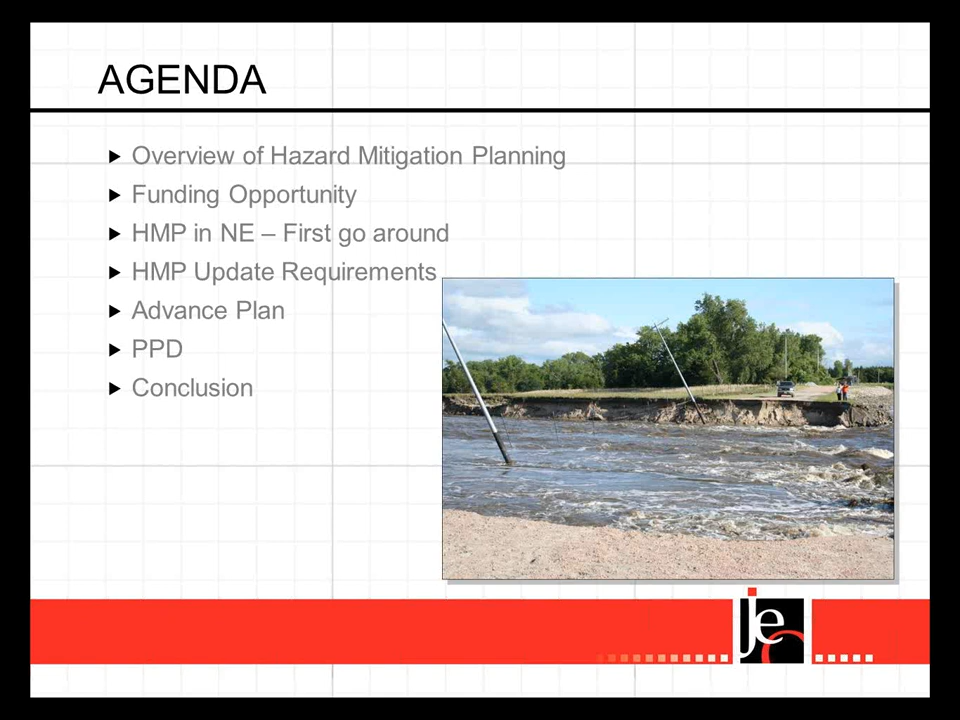 AGENDA
Overview of Hazard Mitigation Planning
Funding Opportunity
HMP in NE – First go around
HMP Update Requirements
Advance Plan
PPD
Conclusion
jeo